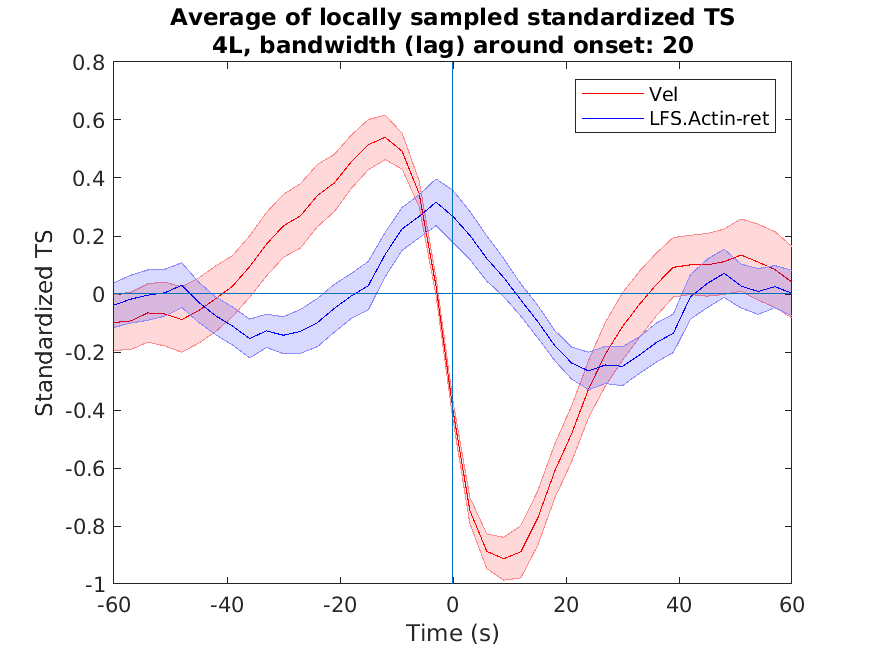 Average of locally sampled standardized TS
4L, bandwidth (lag) around onset: 20
Vel
LFS.Actin-ret
0.8
0.6
0.4
0.2
0
-0.2
-0.4
-0.6
-0.8
-1
Standardized TS
-60
-40
-20
0
20
40
60
Time (s)